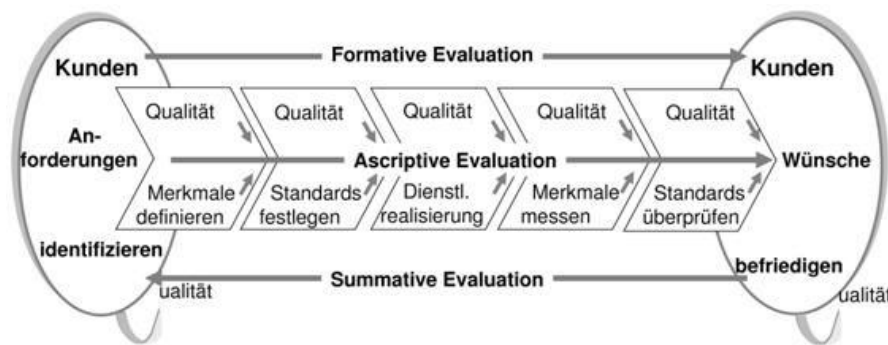 Formative Evaluation
Kunden
Kunden
Qualität
Qualität
Qualität
Qualität
Qualität
An-
forderungen
Ascriptive Evaluation
Wünsche
Merkmale
definieren
Standards
festlegen
Dienstl.
realisierung
Merkmale
messen
Standards
überprüfen
identifizieren
befriedigen
Summative Evaluation
ualität
ualität